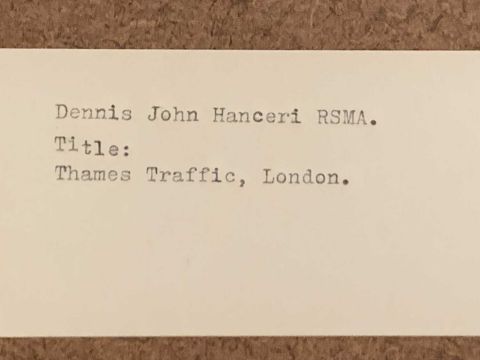 Dennis John Hanceri RSMA.
Title:
Thames Traffic, London.